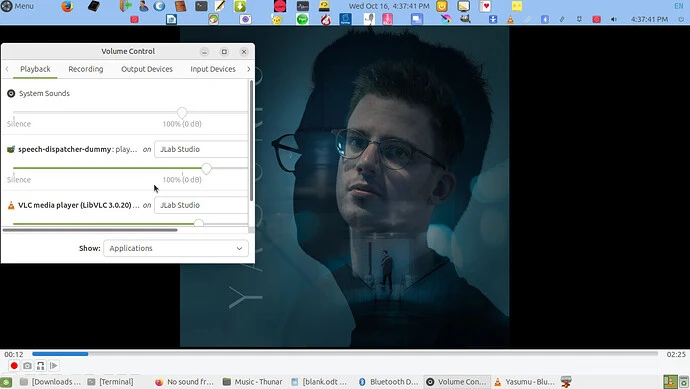 Menu
Wed Oct 16, 4:37:41 PM
EN
4:37:41 PM
Volume Control
Playback
Recording
Output Devices
Input Devices
System Sounds
Silence
100% (0 dB)
speech-dispatcher-dummy: play…
on
JLab Studio
Silence
100% (0 dB)
VLC media player (LibVLC 3.0.20) …
on
JLab Studio
Show:
Applications
00:12
02:25
[Downloads …
[Terminal]
No sound fr…
Music - Thunar
[blank.odt …
Bluetooth D…
Volume Con…
Yasumu - Blu…